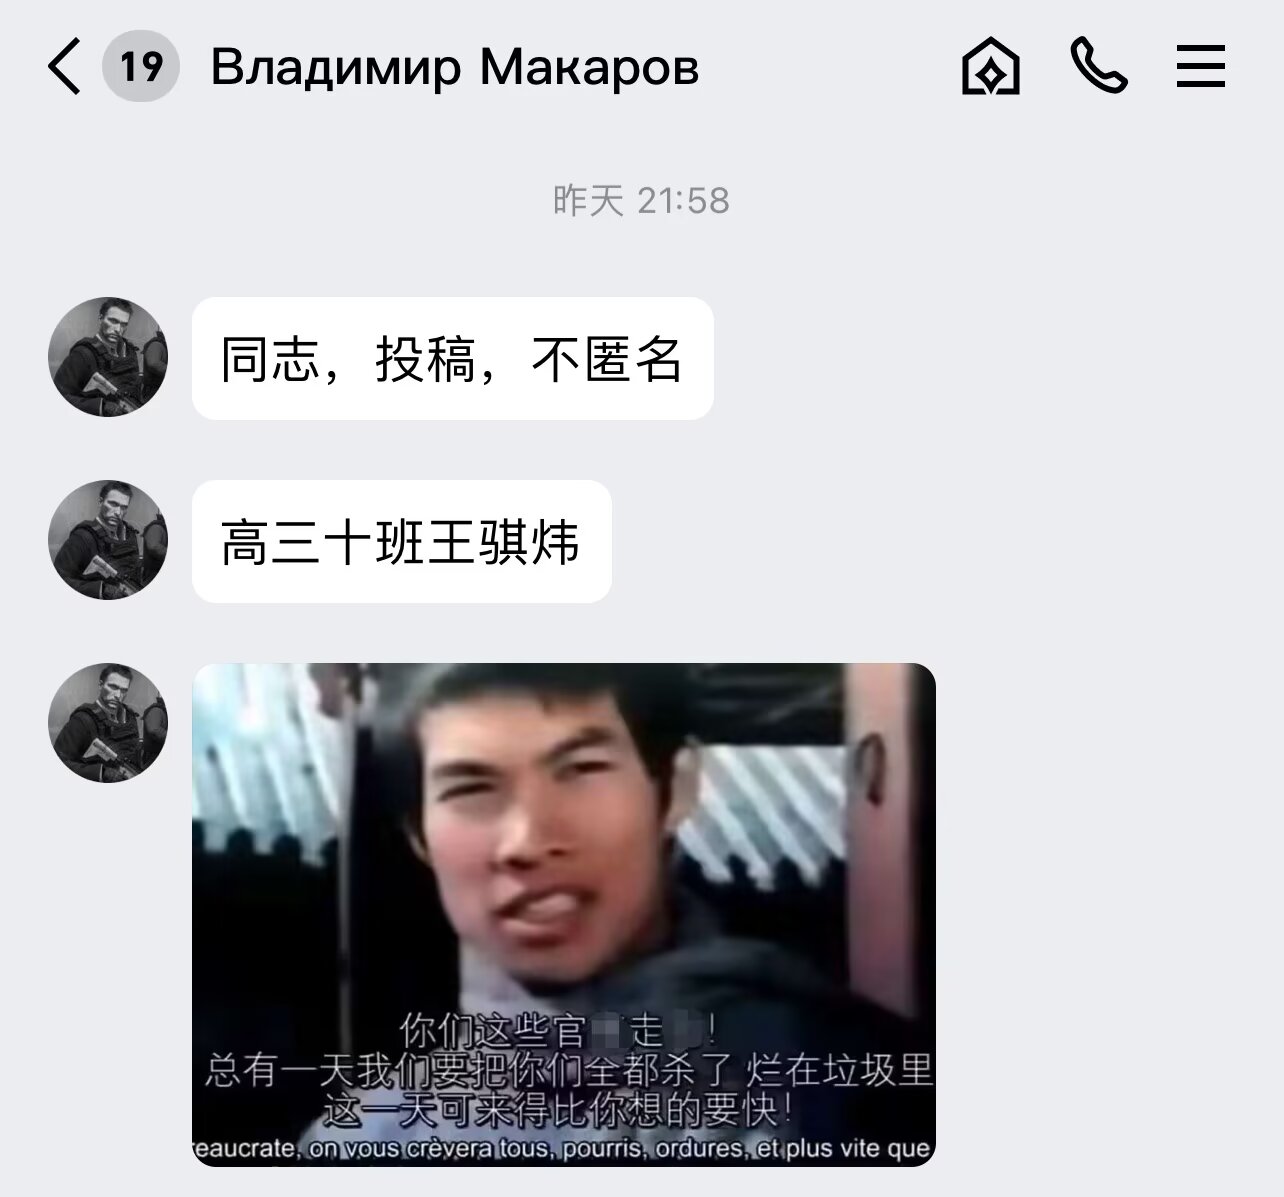 19
Владимир Макаров
昨天 21:58
同志，投稿，不匿名
高三十班王骐炜
你们这些官 走 ！
总有一天我们要把你们全都杀了 烂在垃圾里
这一天可来得比你想的要快！
reaucrate, on vous crèvera tous, pourris, ordures, et plus vite que